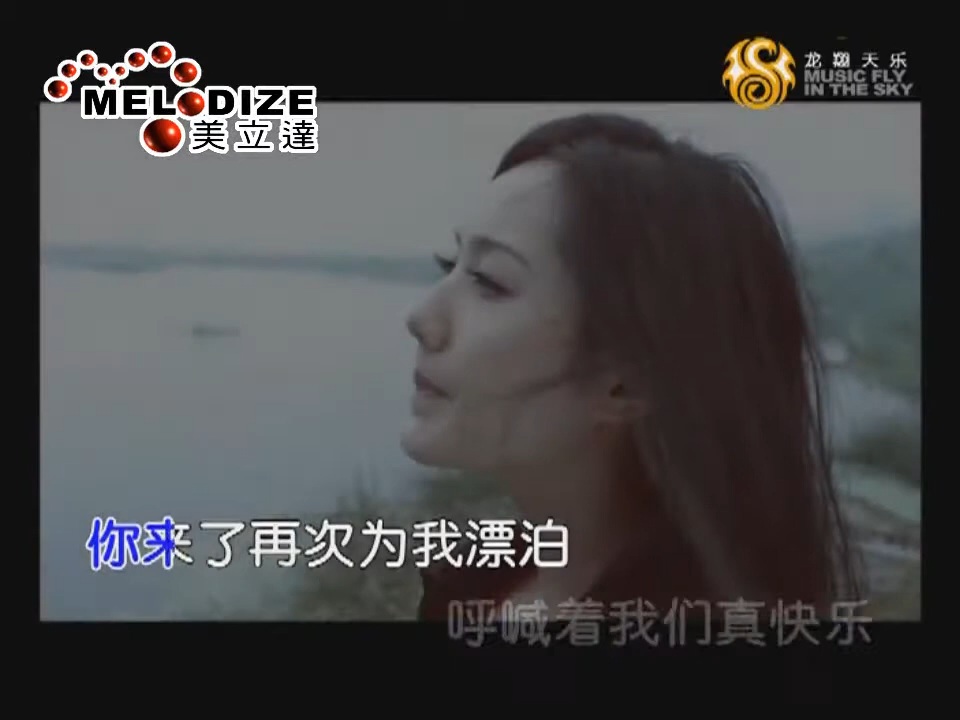 MELODIZE
美立達
龙翔天乐
MUSIC FLY
IN THE SKY
你来了再次为我漂泊
呼喊着我们真快乐